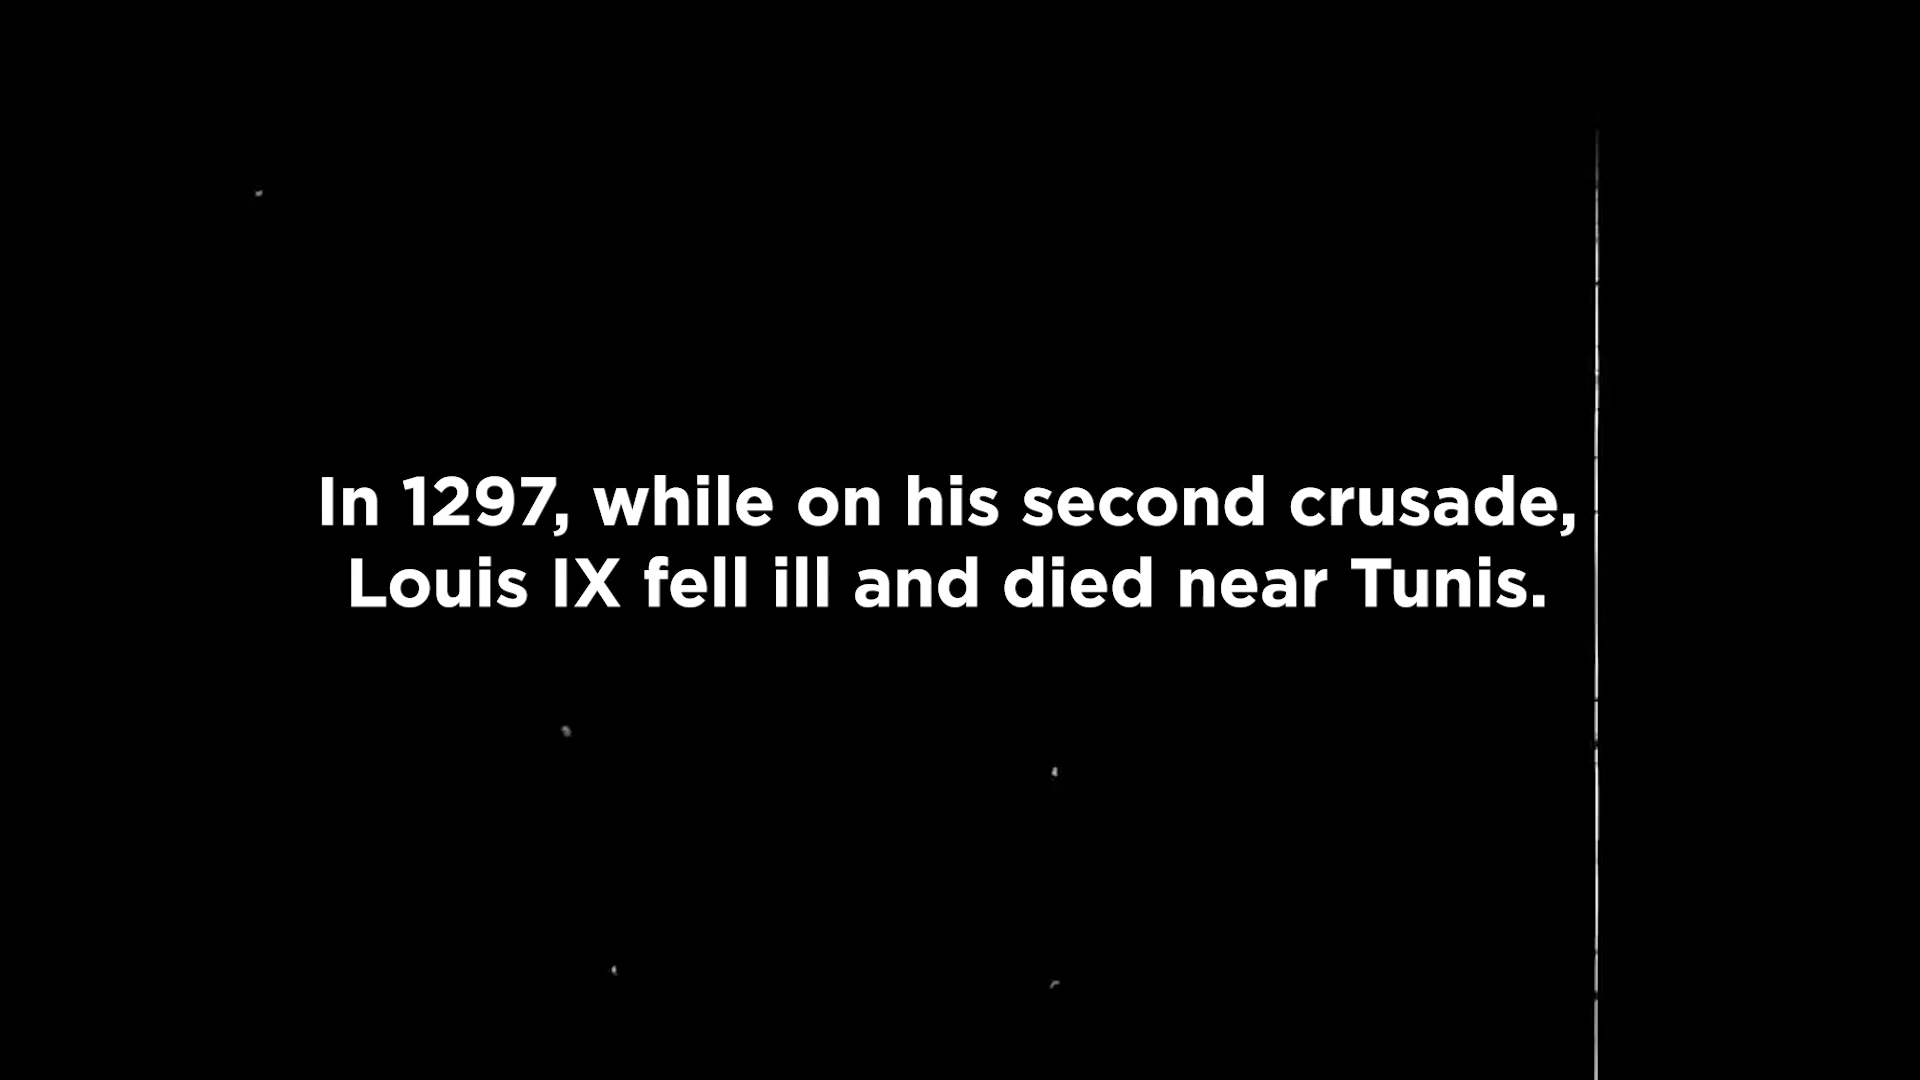 In 1297, while on his second crusade,
Louis IX fell ill and died near Tunis.